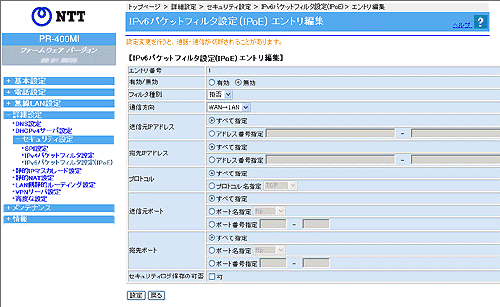 トップページ > 詳細設定 > セキュリティ設定 > IPv6パケットフィルタ設定(IPoE) > エントリ編集
NTT
IPv6パケットフィルタ設定(IPoE) エントリ編集
ヘルプ ?
PR-400MI
ファームウェア バージョン
設定変更を行うと、通話・通信が切断されることがあります。
【IPv6パケットフィルタ設定(IPoE) エントリ編集】
基本設定
電話設定
無線LAN設定
詳細設定
DNS設定
DHCPv4サーバ設定
セキュリティ設定
SPI設定
IPv4パケットフィルタ設定
IPv6パケットフィルタ設定(IPoE)
静的IPマスカレード設定
静的NAT設定
LAN側静的ルーティング設定
VPNサーバ設定
高度な設定
メンテナンス
情報
エントリ番号 1
有効/無効 有効 無効
フィルタ種別 拒否
通信方向 WAN→LAN
送信元IPアドレス すべて指定
アドレス番号指定 -
宛先IPアドレス すべて指定
アドレス番号指定 -
プロトコル すべて指定
プロトコル名指定 TCP
送信元ポート すべて指定
ポート名指定 ftp
ポート番号指定 -
宛先ポート すべて指定
ポート名指定 ftp
ポート番号指定 -
セキュリティログ保存の可否 可
設定 戻る